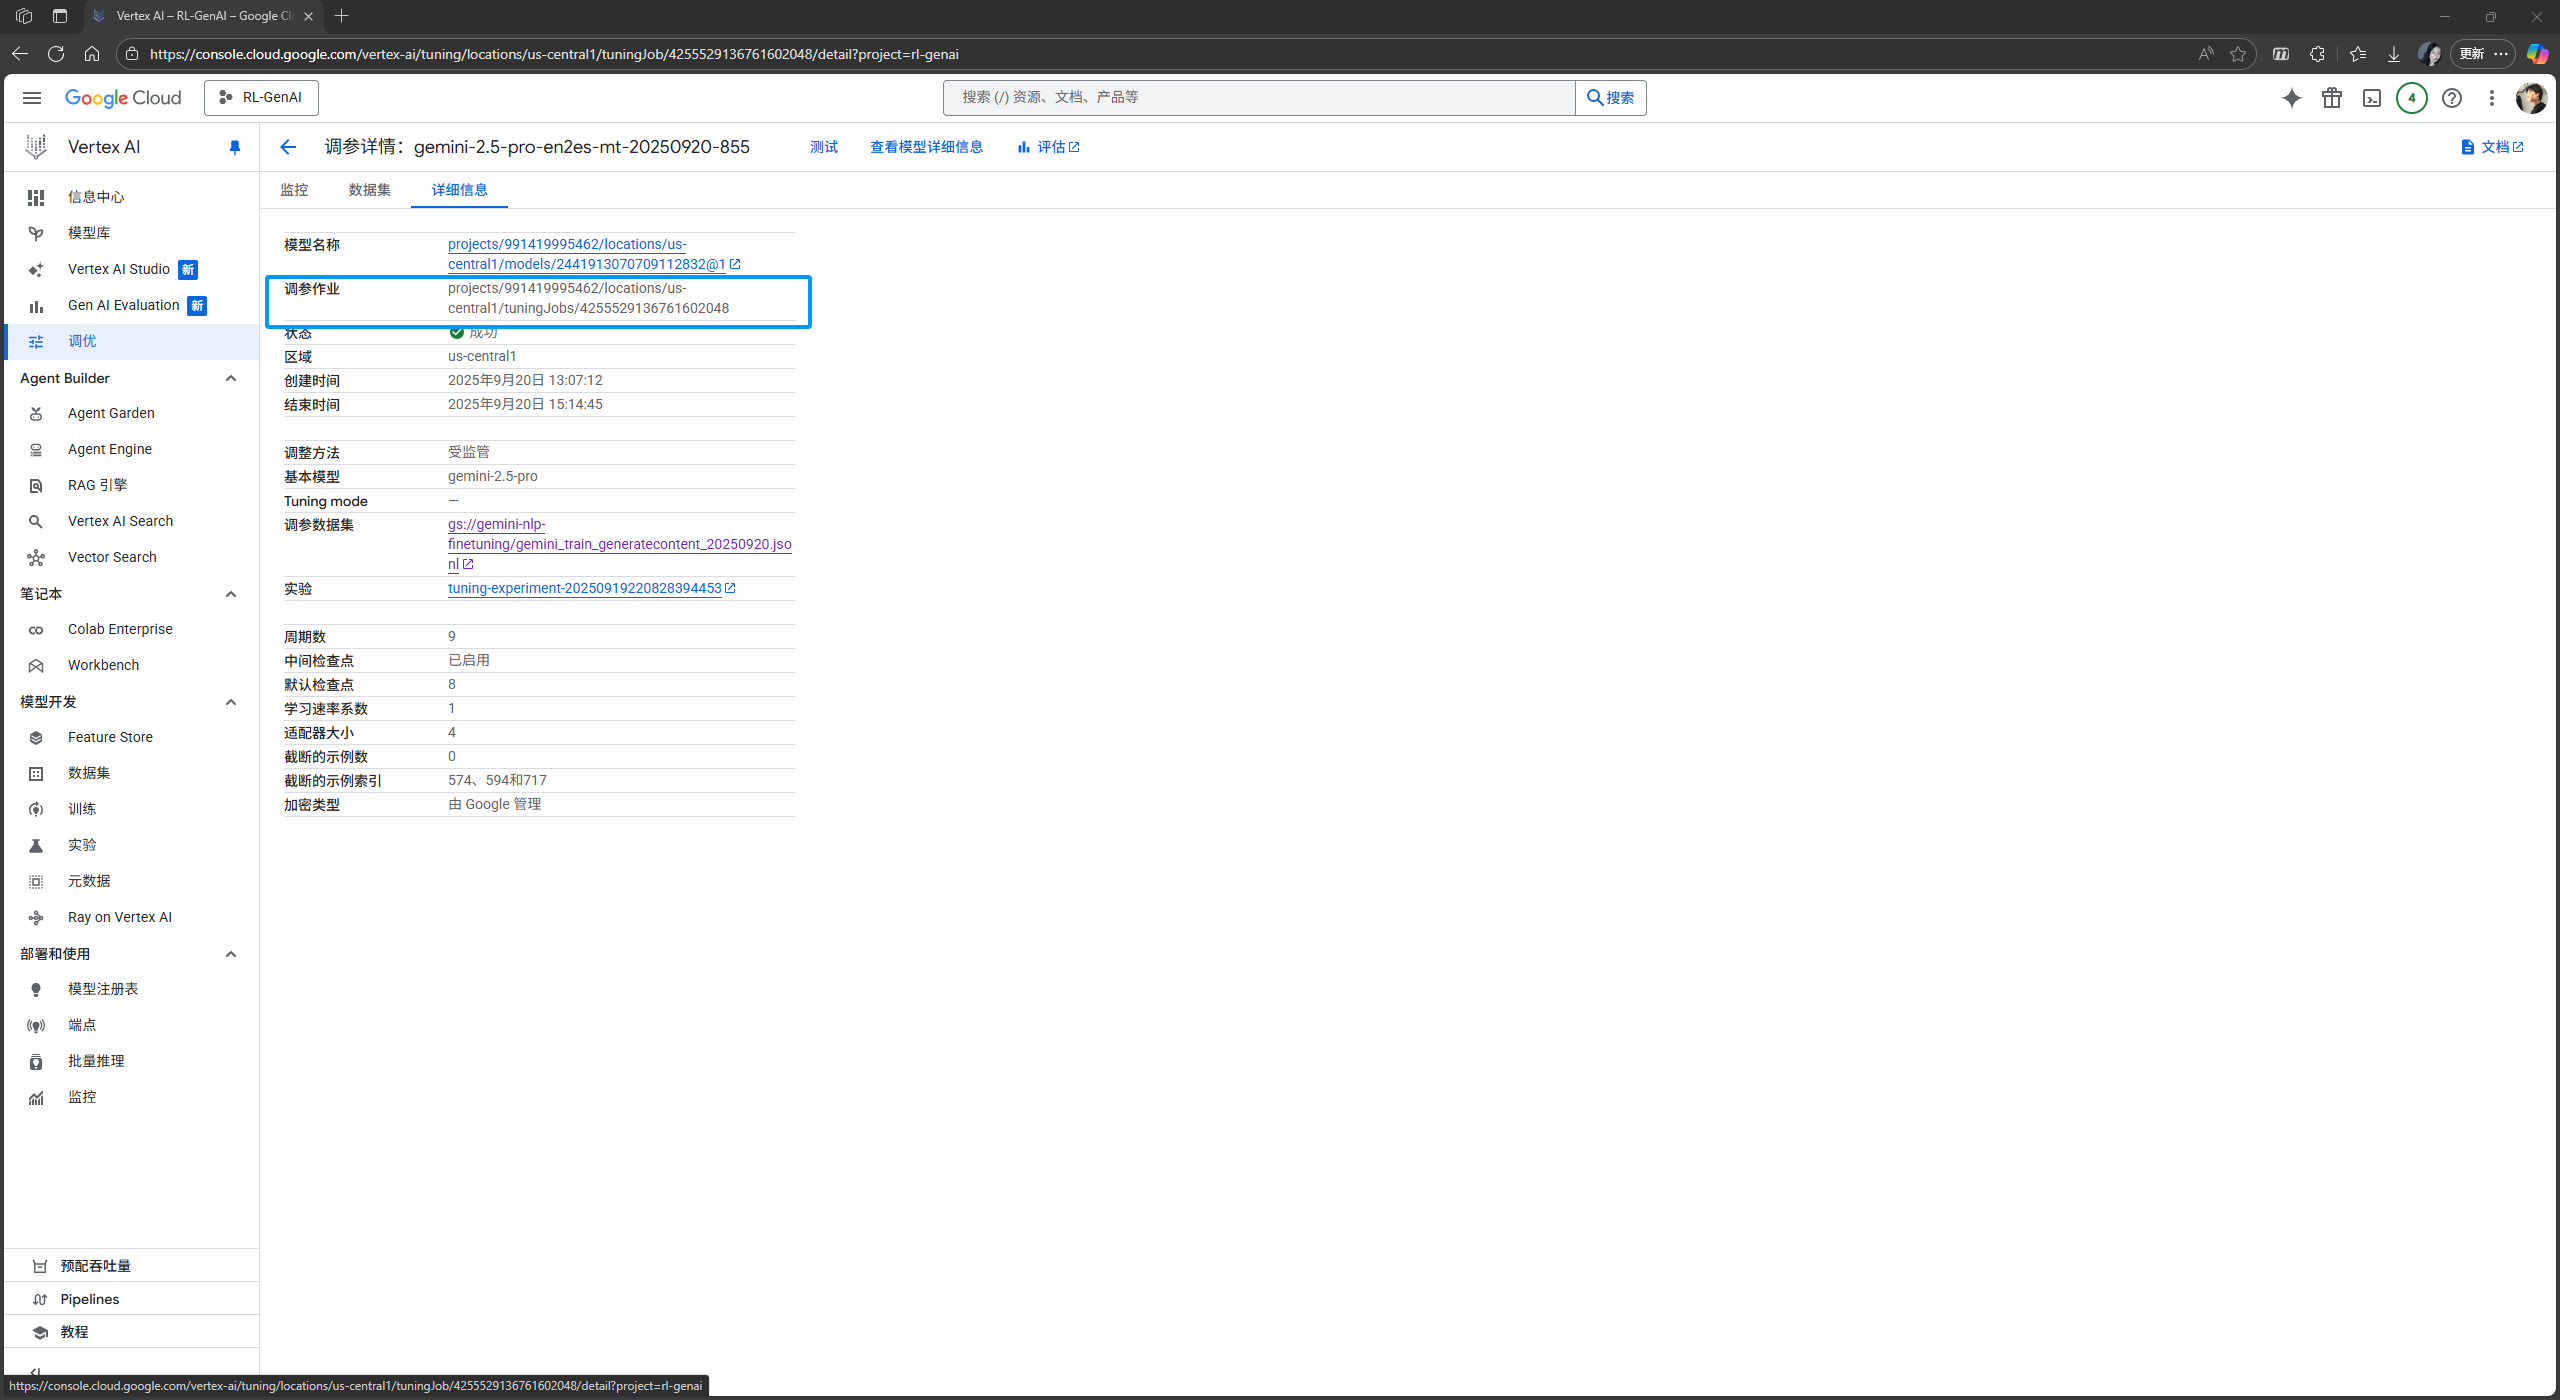 Vertex AI – RL-GenAI – Google Cl
https://console.cloud.google.com/vertex-ai/tuning/locations/us-central1/tuningJob/4255529136761602048/detail?project=rl-genai
更新
Google Cloud
RL-GenAI
搜索 (/) 资源、文档、产品等
搜索
4
Vertex AI
调参详情：gemini-2.5-pro-en2es-mt-20250920-855
测试
查看模型详细信息
评估
文档
信息中心
模型库
Vertex AI Studio 新
Gen AI Evaluation 新
调优
Agent Builder
Agent Garden
Agent Engine
RAG 引擎
Vertex AI Search
Vector Search
笔记本
Colab Enterprise
Workbench
模型开发
Feature Store
数据集
训练
实验
元数据
Ray on Vertex AI
部署和使用
模型注册表
端点
批量推理
监控
预配吞吐量
Pipelines
教程
监控 数据集 详细信息
模型名称 projects/991419995462/locations/us-
central1/models/2441913070709112832@1
调参作业 projects/991419995462/locations/us-
central1/tuningJobs/4255529136761602048
状态 成功
区域 us-central1
创建时间 2025年9月20日 13:07:12
结束时间 2025年9月20日 15:14:45
调整方法 受监管
基本模型 gemini-2.5-pro
Tuning mode —
调参数据集 gs://gemini-nlp-
finetuning/gemini_train_generatecontent_20250920.jso
nl
实验 tuning-experiment-20250919220828394453
周期数 9
中间检查点 已启用
默认检查点 8
学习速率系数 1
适配器大小 4
截断的示例数 0
截断的示例索引 574、594和717
加密类型 由 Google 管理
https://console.cloud.google.com/vertex-ai/tuning/locations/us-central1/tuningJob/4255529136761602048/detail?project=rl-genai